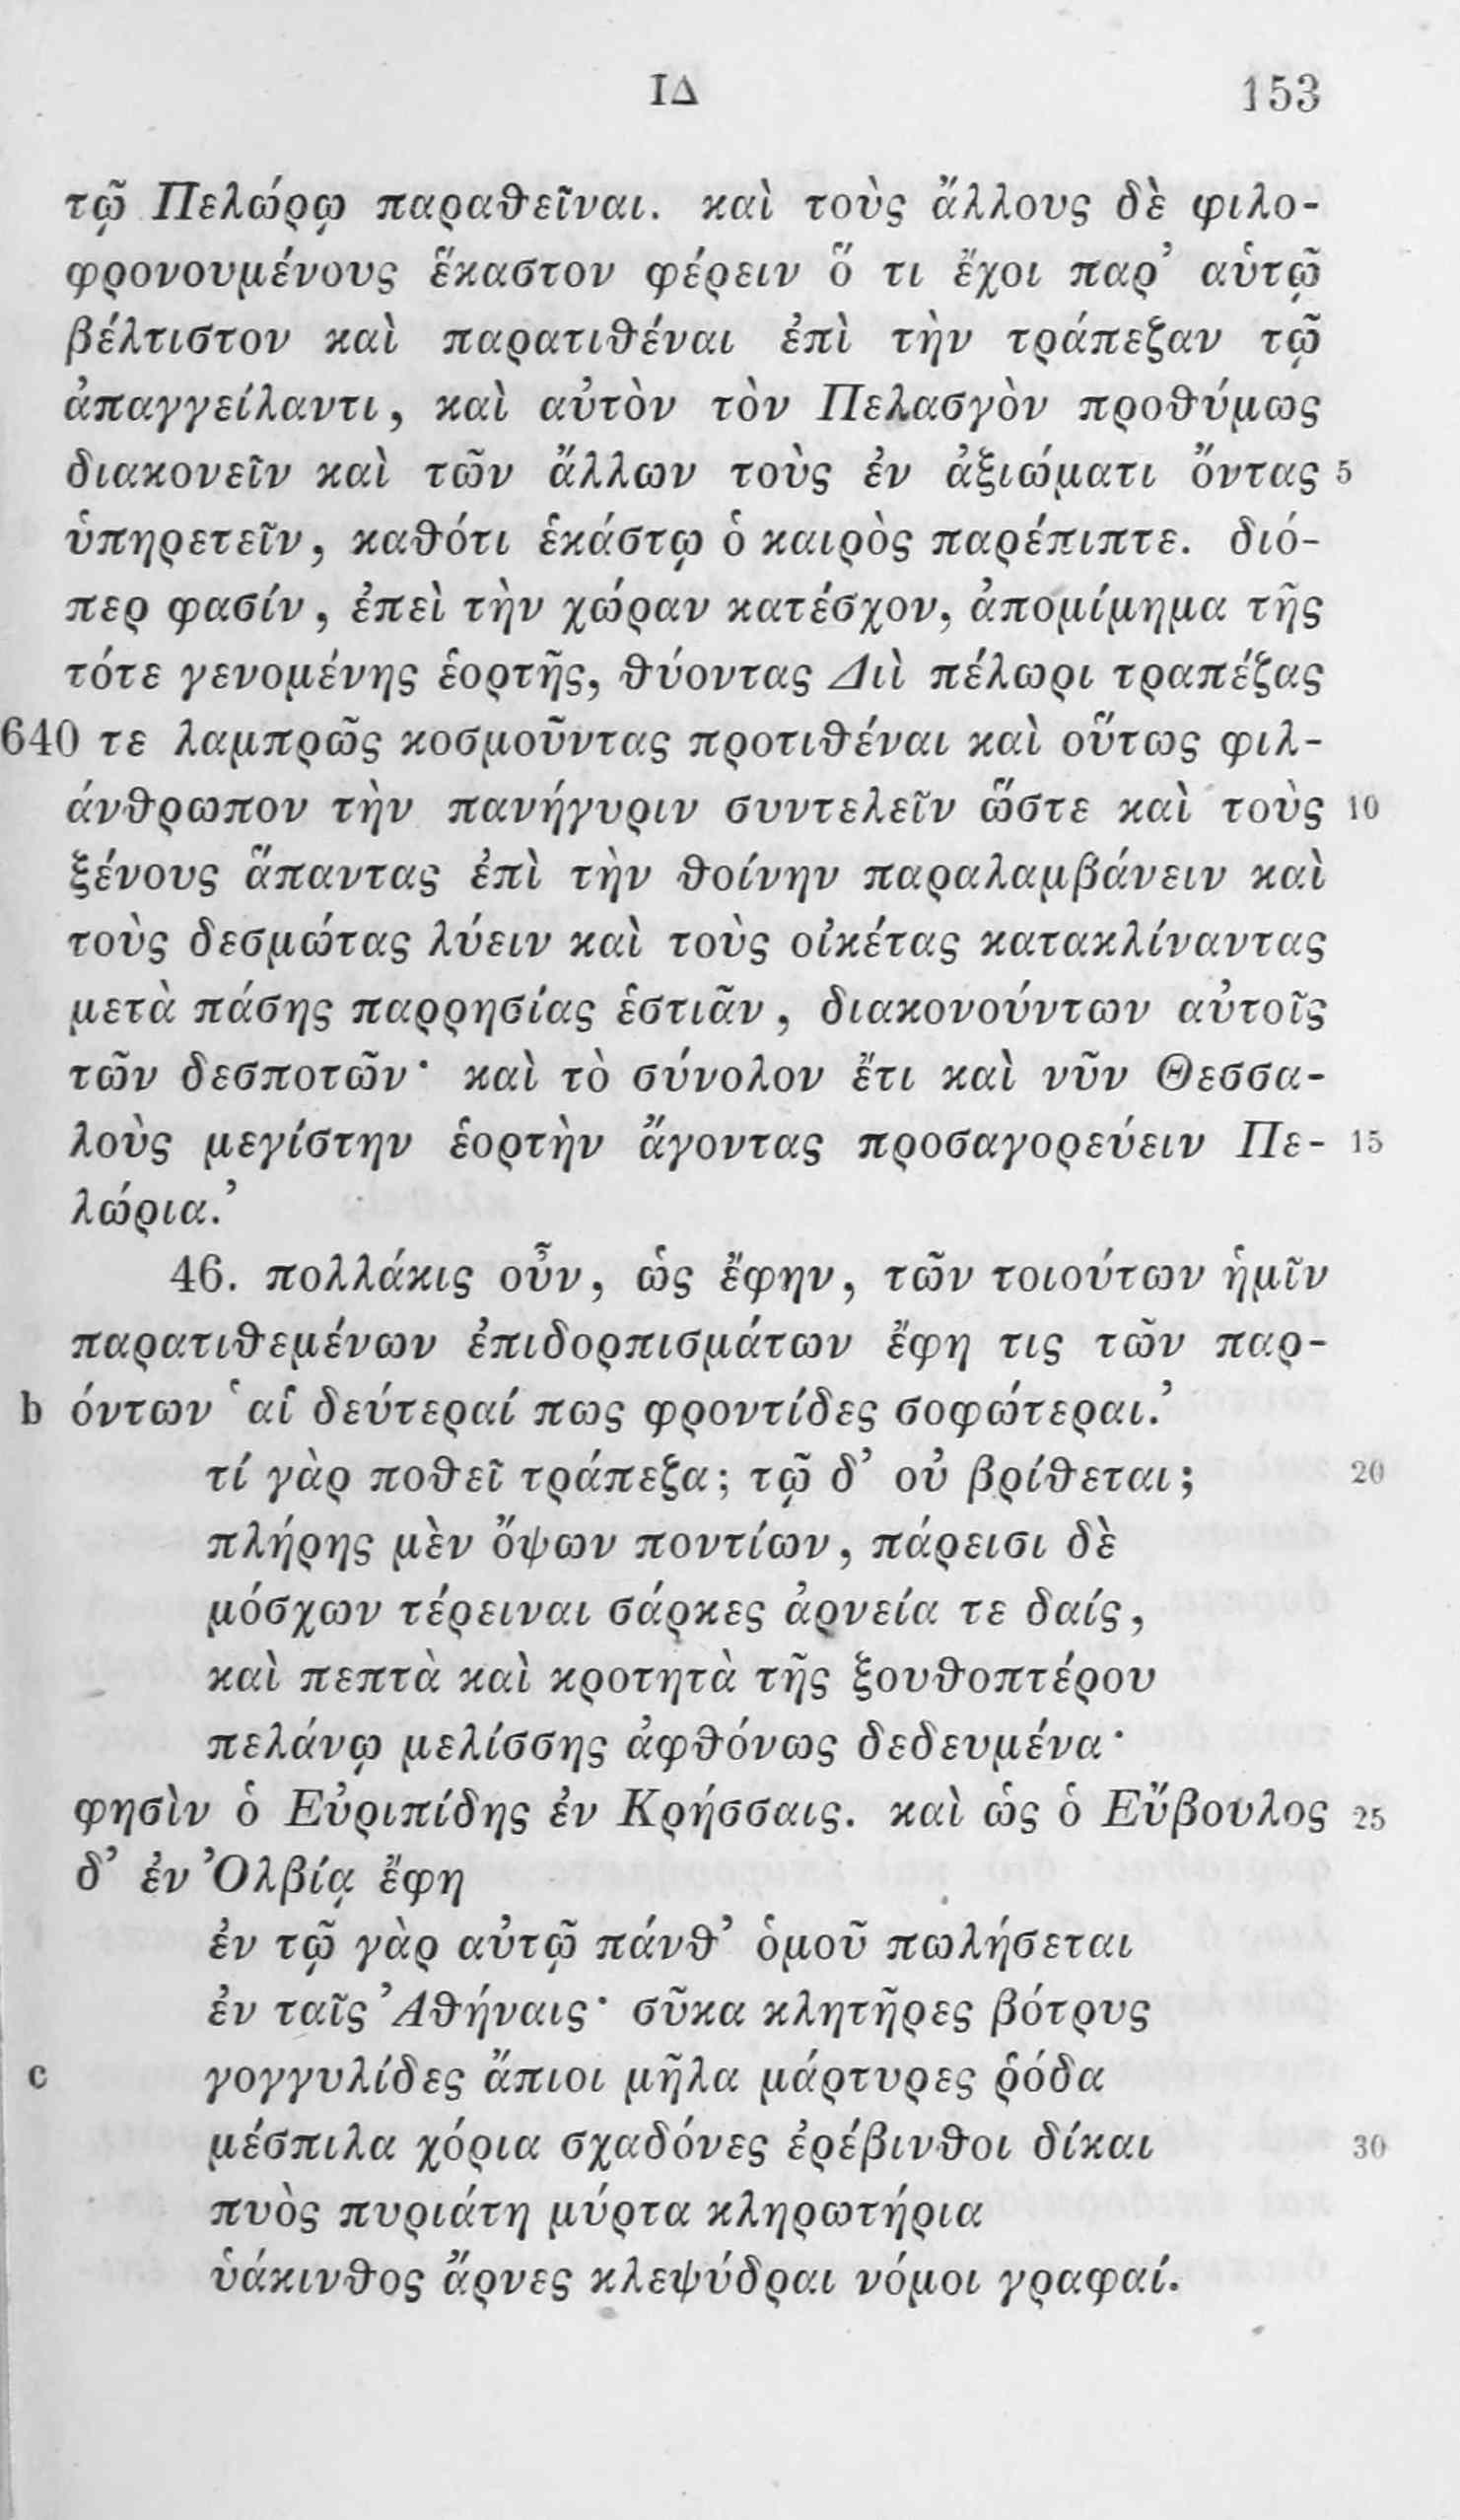 ΙΔ 153
τῷ Πελώρῳ παραθεῖναι. καὶ τοὺς ἄλλους δὲ φιλο-
φρονουμένους ἕκαστον φέρειν ὅ τι ἔχοι παρ’ αὑτῷ
βέλτιστον καὶ παρατιθέναι ἐπὶ τὴν τράπεζαν τῷ
ἀπαγγείλαντι, καὶ αὐτὸν τὸν Πελασγὸν προθύμως
διακονεῖν καὶ τῶν ἄλλων τοὺς ἐν ἀξιώματι ὄντας 5
ὑπηρετεῖν, καθότι ἑκάστῳ ὁ καιρὸς παρέπιπτε. διό-
περ φασίν, ἐπεὶ τὴν χώραν κατέσχον, ἀπομίμημα τῆς
τότε γενομένης ἑορτῆς, θύοντας Διὶ πέλωρι τραπέζας
640 τε λαμπρῶς κοσμοῦντας προτιθέναι καὶ οὕτως φιλ-
άνθρωπον τὴν πανήγυριν συντελεῖν ὥστε καὶ τοὺς 10
ξένους ἅπαντας ἐπὶ τὴν θοίνην παραλαμβάνειν καὶ
τοὺς δεσμώτας λύειν καὶ τοὺς οἰκέτας κατακλίναντας
μετὰ πάσης παρρησίας ἑστιᾶν, διακονούντων αὐτοῖς
τῶν δεσποτῶν· καὶ τὸ σύνολον ἔτι καὶ νῦν Θεσσα-
λοὺς μεγίστην ἑορτὴν ἄγοντας προσαγορεύειν Πε- 15
λώρια.’
46. πολλάκις οὖν, ὡς ἔφην, τῶν τοιούτων ἡμῖν
παρατιθεμένων ἐπιδορπισμάτων ἔφη τις τῶν παρ-
b όντων ‘αἱ δεύτεραί πως φροντίδες σοφώτεραι.’
τί γὰρ ποθεῖ τράπεζα; τῷ δ’ οὐ βρίθεται; 20
πλήρης μὲν ὄψων ποντίων, πάρεισι δὲ
μόσχων τέρειναι σάρκες ἀρνεία τε δαίς,
καὶ πεπτὰ καὶ κροτητὰ τῆς ξουθοπτέρου
πελάνῳ μελίσσης ἀφθόνως δεδευμένα·
φησὶν ὁ Εὐριπίδης ἐν Κρήσσαις. καὶ ὡς ὁ Εὔβουλος 25
δ’ ἐν Ὀλβίᾳ ἔφη
ἐν τῷ γὰρ αὐτῷ πάνθ’ ὁμοῦ πωλήσεται
ἐν ταῖς Ἀθήναις· σῦκα κλητῆρες βότρυς
c γογγυλίδες ἄπιοι μῆλα μάρτυρες ῥόδα
μέσπιλα χόρια σχαδόνες ἐρέβινθοι δίκαι 30
πυὸς πυριάτη μύρτα κληρωτήρια
ὑάκινθος ἄρνες κλεψύδραι νόμοι γραφαί.